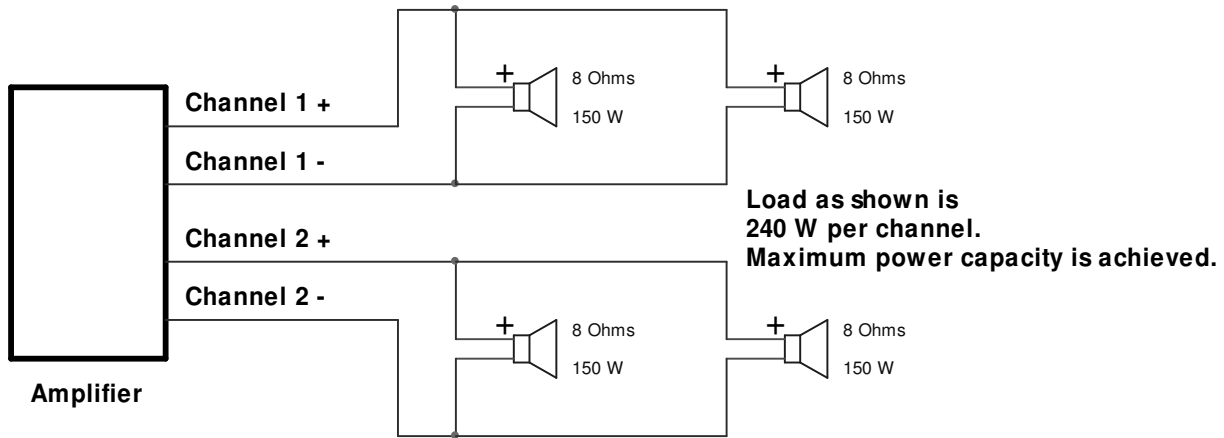 + 8 Ohms
150 W
+ 8 Ohms
150 W
Channel 1 +
Channel 1 -
Load as shown is
240 W per channel.
Maximum power capacity is achieved.
Channel 2 +
Channel 2 -
+ 8 Ohms
150 W
+ 8 Ohms
150 W
Amplifier